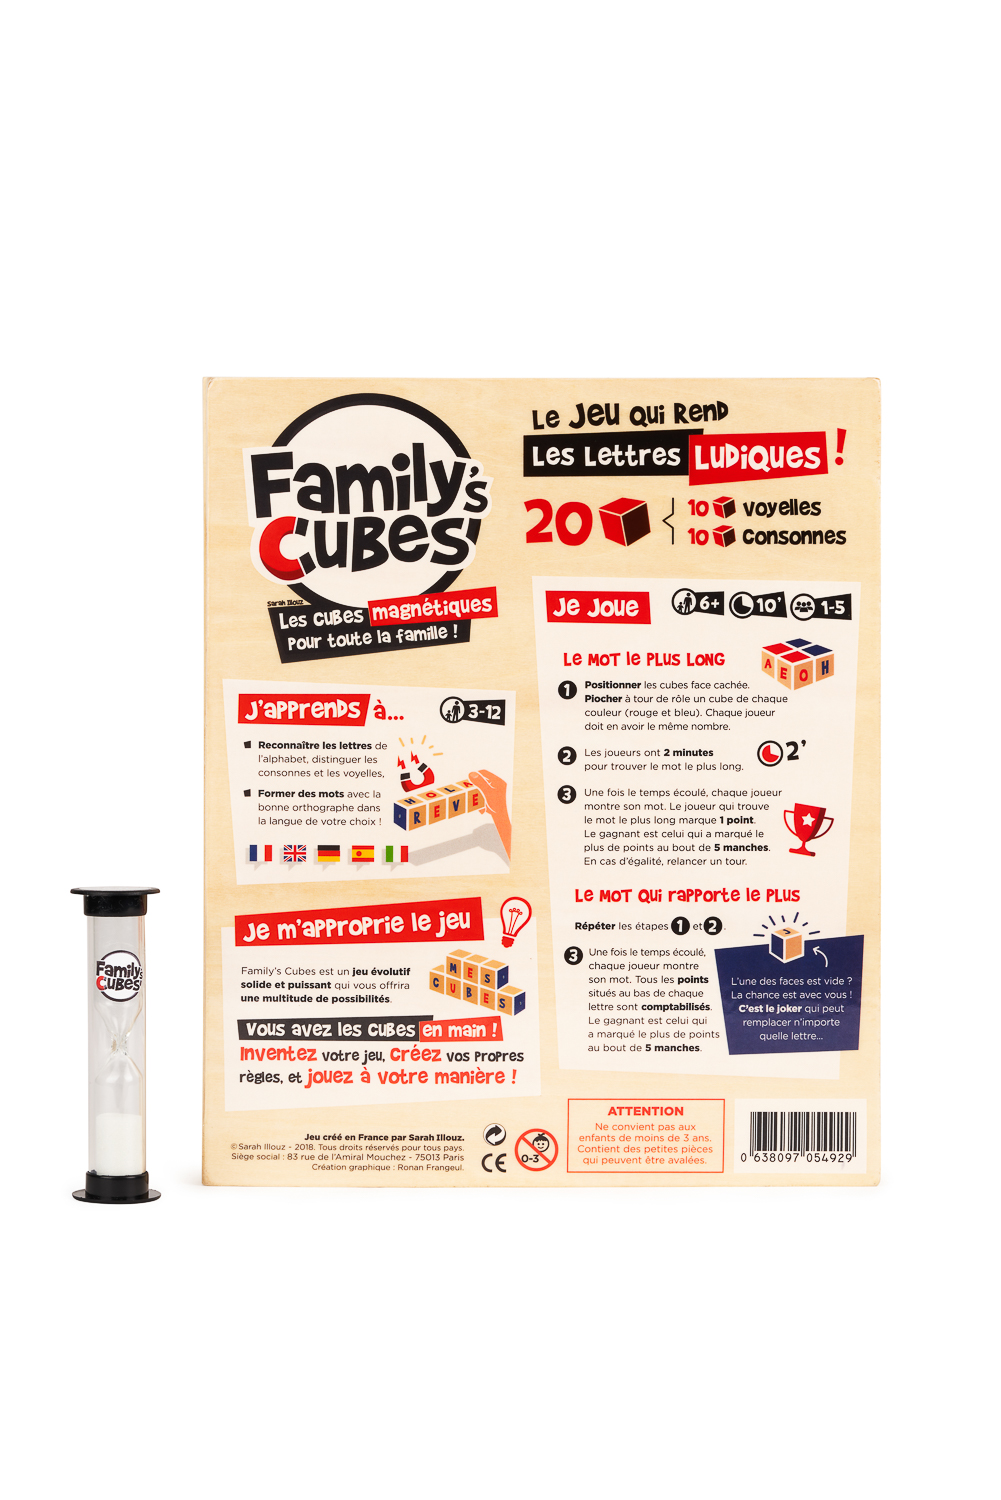 Family's
CUBES
Sarah Illouz
Les cubes magnétiques
pour toute la famille !
Le Jeu qui rend
Les Lettres LUDiQues !
20
10 voyelles
10 consonnes
J'apprends à...
3-12
Reconnaître les lettres de
l'alphabet, distinguer les
consonnes et les voyelles,
Former des mots avec la
bonne orthographe dans
la langue de votre choix !
HOLA
REVE
Je m'approprie le jeu
Family's Cubes est un jeu évolutif
solide et puissant qui vous offrira
une multitude de possibilités.
MES
CUBES
Vous avez les cubes en main !
Inventez votre jeu, créez vos propres
règles, et jouez à votre manière !
Je joue
6+ 10' 1-5
Le mot le plus long
A E O H
1 Positionner les cubes face cachée.
Piocher à tour de rôle un cube de chaque
couleur (rouge et bleu). Chaque joueur
doit en avoir le même nombre.
2 Les joueurs ont 2 minutes
pour trouver le mot le plus long.
2'
3 Une fois le temps écoulé, chaque joueur
montre son mot. Le joueur qui trouve
le mot le plus long marque 1 point.
Le gagnant est celui qui a marqué le
plus de points au bout de 5 manches.
En cas d'égalité, relancer un tour.
Le mot qui rapporte le plus
Répéter les étapes 1 et 2.
3 Une fois le temps écoulé,
chaque joueur montre
son mot. Tous les points
situés au bas de chaque
lettre sont comptabilisés.
Le gagnant est celui qui
a marqué le plus de points
au bout de 5 manches.
L'une des faces est vide ?
La chance est avec vous !
C'est le joker qui peut
remplacer n'importe
quelle lettre...
Jeu créé en France par Sarah Illouz.
© Sarah Illouz - 2018. Tous droits réservés pour tous pays.
Siège social : 83 rue de l'Amiral Mouchez - 75013 Paris
Création graphique : Ronan Frangeul.
CE
0-3
ATTENTION
Ne convient pas aux
enfants de moins de 3 ans.
Contient des petites pièces
qui peuvent être avalées.
0 638097 054929
Family's
CUBES